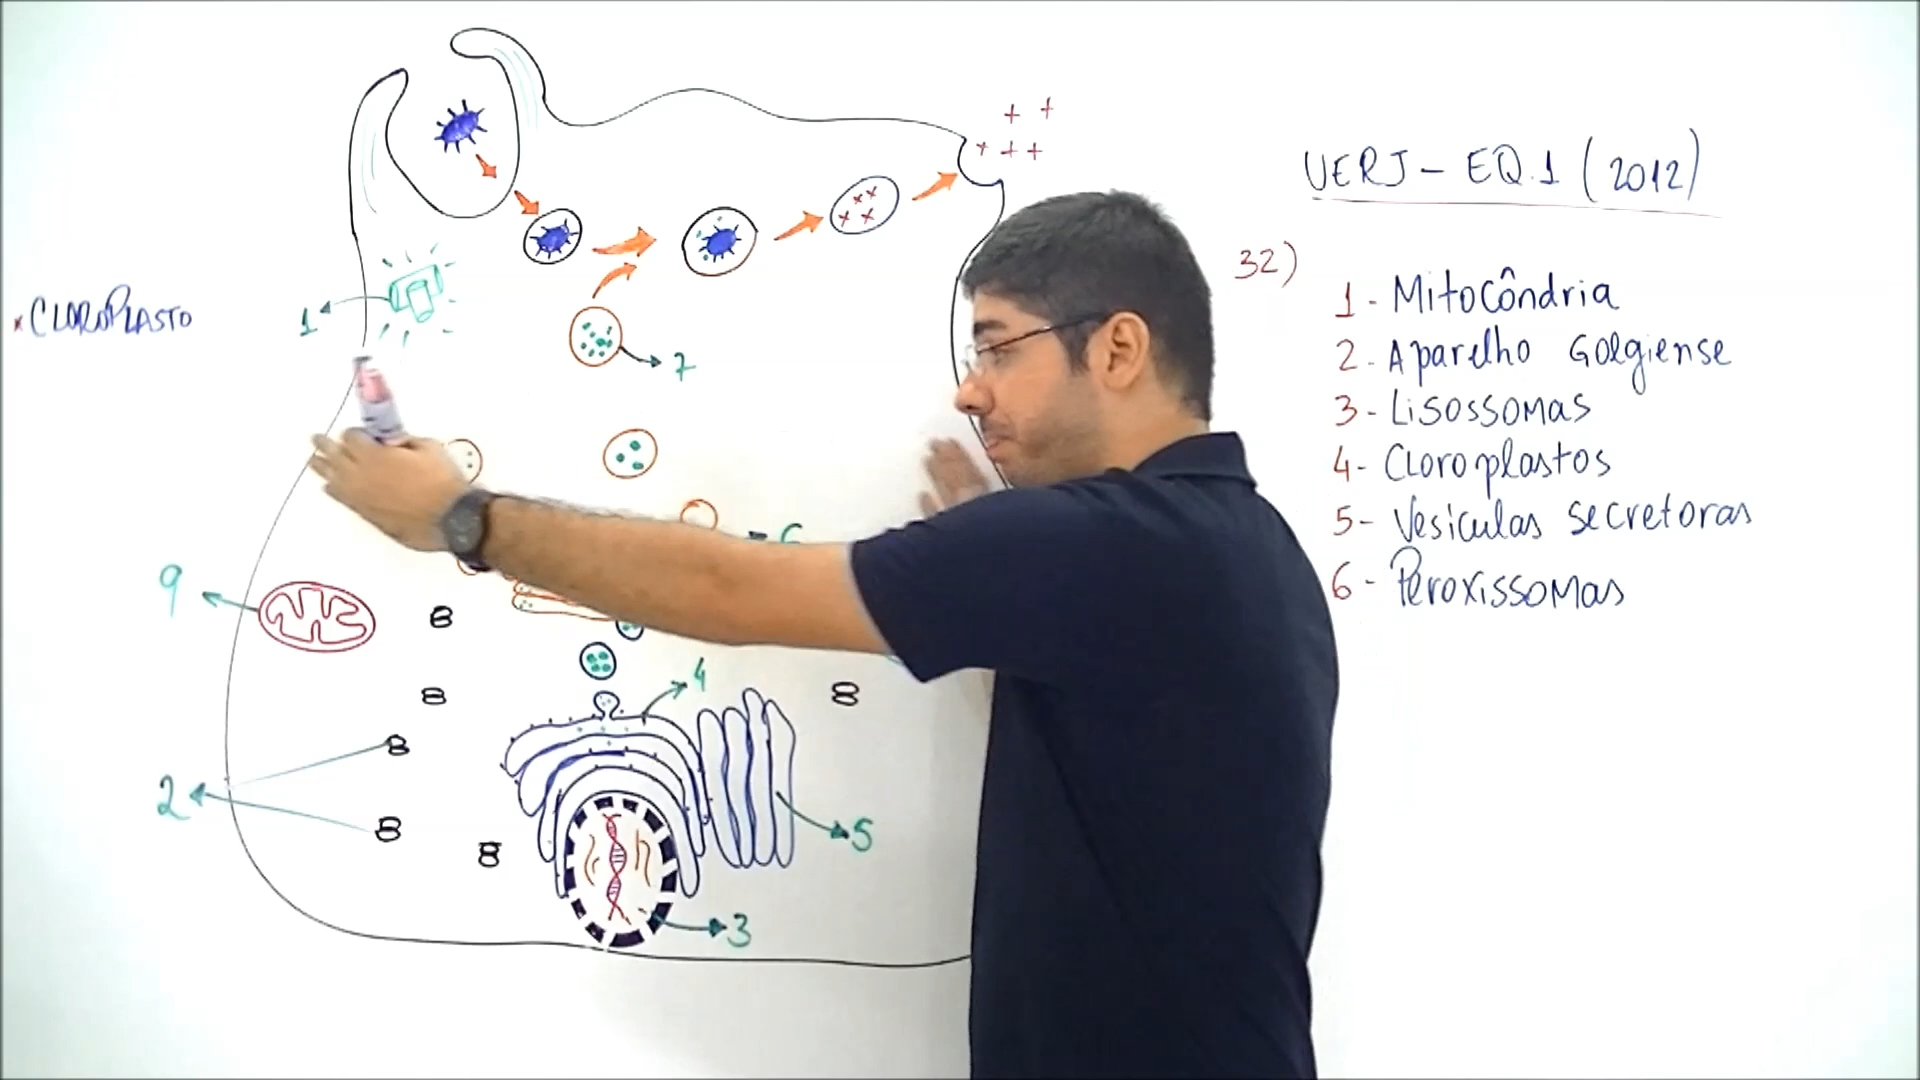 UERJ - EQ.1 (2012)
32)
1- Mitocôndria
2- Aparelho Golgiense
3- Lisossomas
4- Cloroplastos
5- Vesículas secretoras
6- Peroxissomas
* CLOROPLASTO
1
7
6
9
4
2
5
3